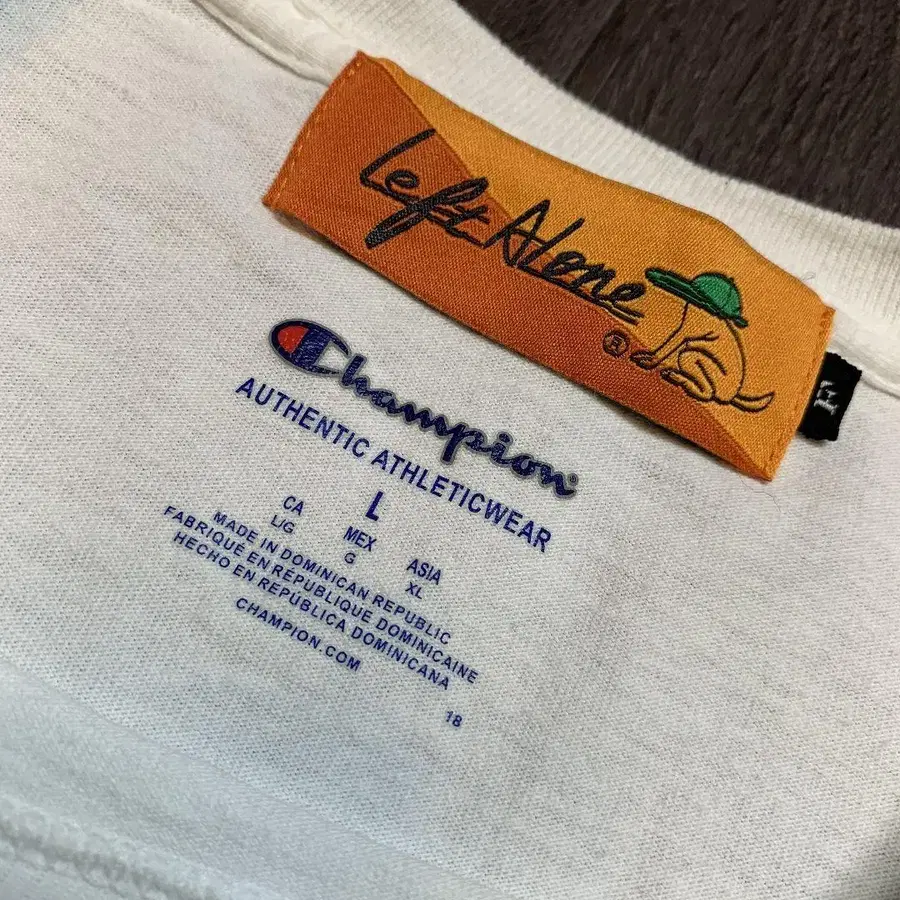 Left Alone
®
F
Champion
AUTHENTIC ATHLETICWEAR
L
CA MEX ASIA
L/G G XL
MADE IN DOMINICAN REPUBLIC
FABRIQUÉ EN RÉPUBLIQUE DOMINICAINE
HECHO EN REPÚBLICA DOMINICANA
CHAMPION.COM
18